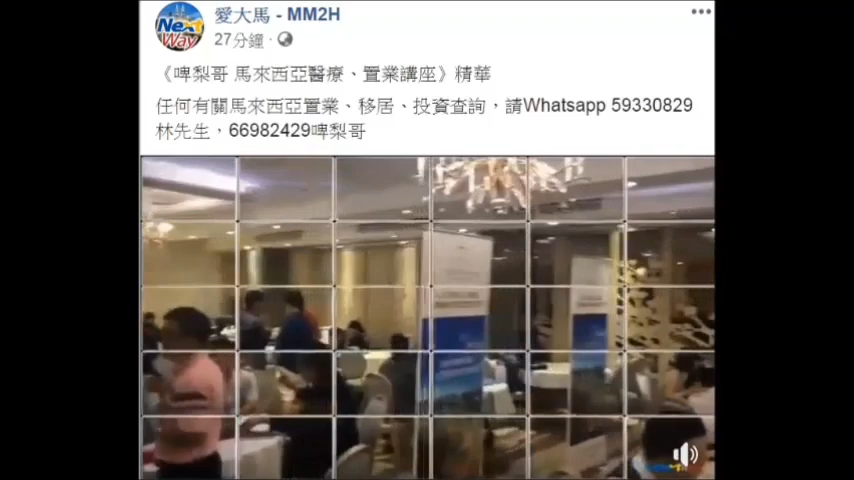 愛大馬 - MM2H
Next Way
27分鐘
《啤梨哥 馬來西亞醫療、置業講座》精華
任何有關馬來西亞置業、移居、投資查詢，請Whatsapp 59330829
林先生，66982429啤梨哥